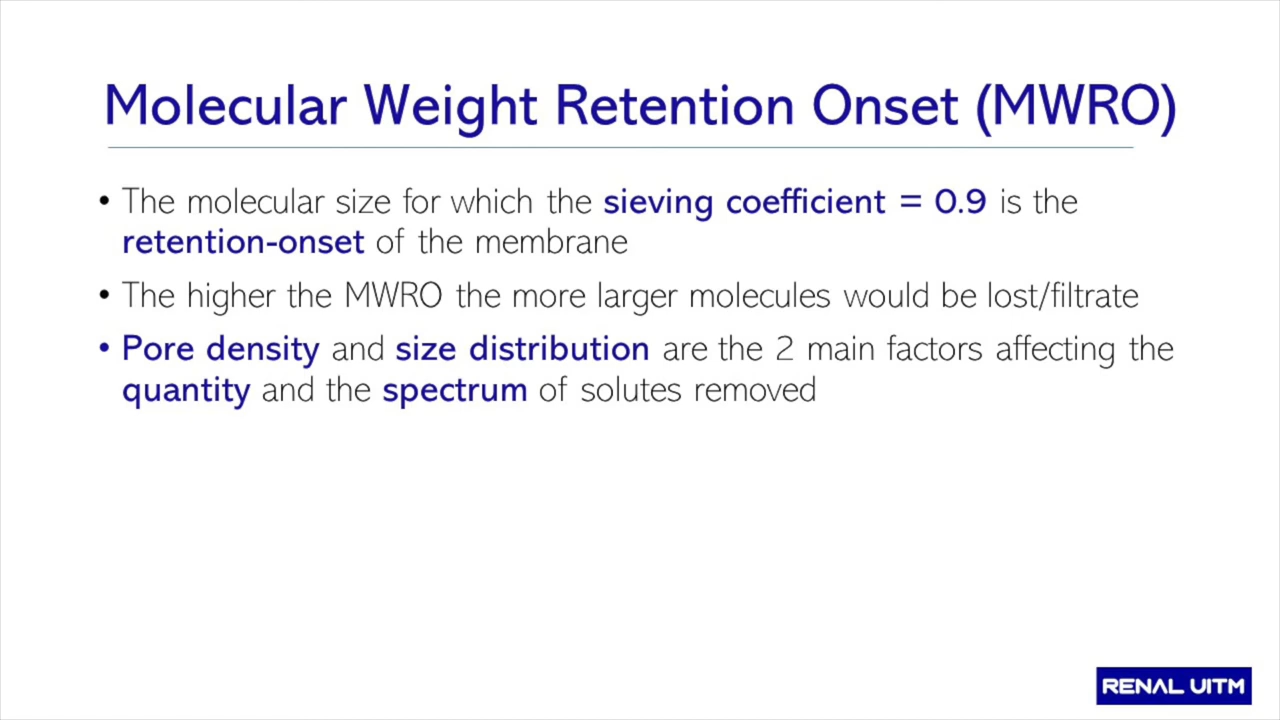 Molecular Weight Retention Onset (MWRO)
• The molecular size for which the sieving coefficient = 0.9 is the
retention-onset of the membrane
• The higher the MWRO the more larger molecules would be lost/filtrate
• Pore density and size distribution are the 2 main factors affecting the
quantity and the spectrum of solutes removed
RENAL UITM